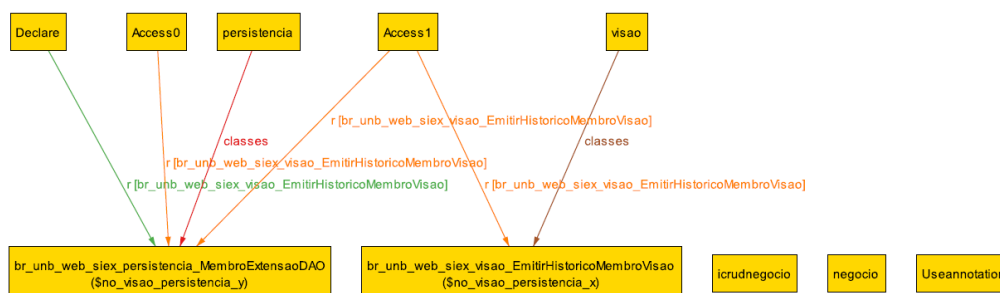 Declare
Access0
persistencia
Access1
visao
r [br_unb_web_siex_visao_EmitirHistoricoMembroVisao]
classes
classes
r [br_unb_web_siex_visao_EmitirHistoricoMembroVisao]
r [br_unb_web_siex_visao_EmitirHistoricoMembroVisao]
r [br_unb_web_siex_visao_EmitirHistoricoMembroVisao]
br_unb_web_siex_persistencia_MembroExtensaoDAO
($no_visao_persistencia_y)
br_unb_web_siex_visao_EmitirHistoricoMembroVisao
($no_visao_persistencia_x)
icrudnegocio
negocio
Useannotation